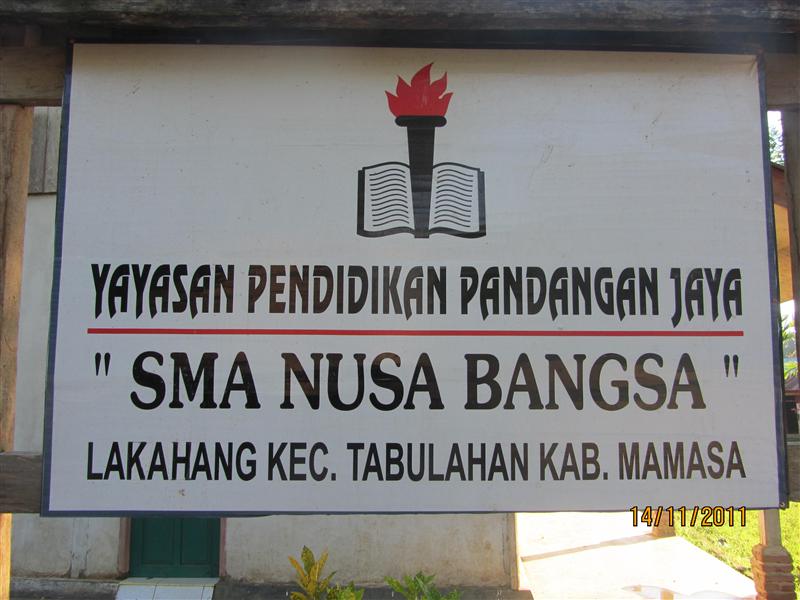 YAYASAN PENDIDIKAN PANDANGAN JAYA
" SMA NUSA BANGSA "
LAKAHANG KEC. TABULAHAN KAB. MAMASA
14/11/2011